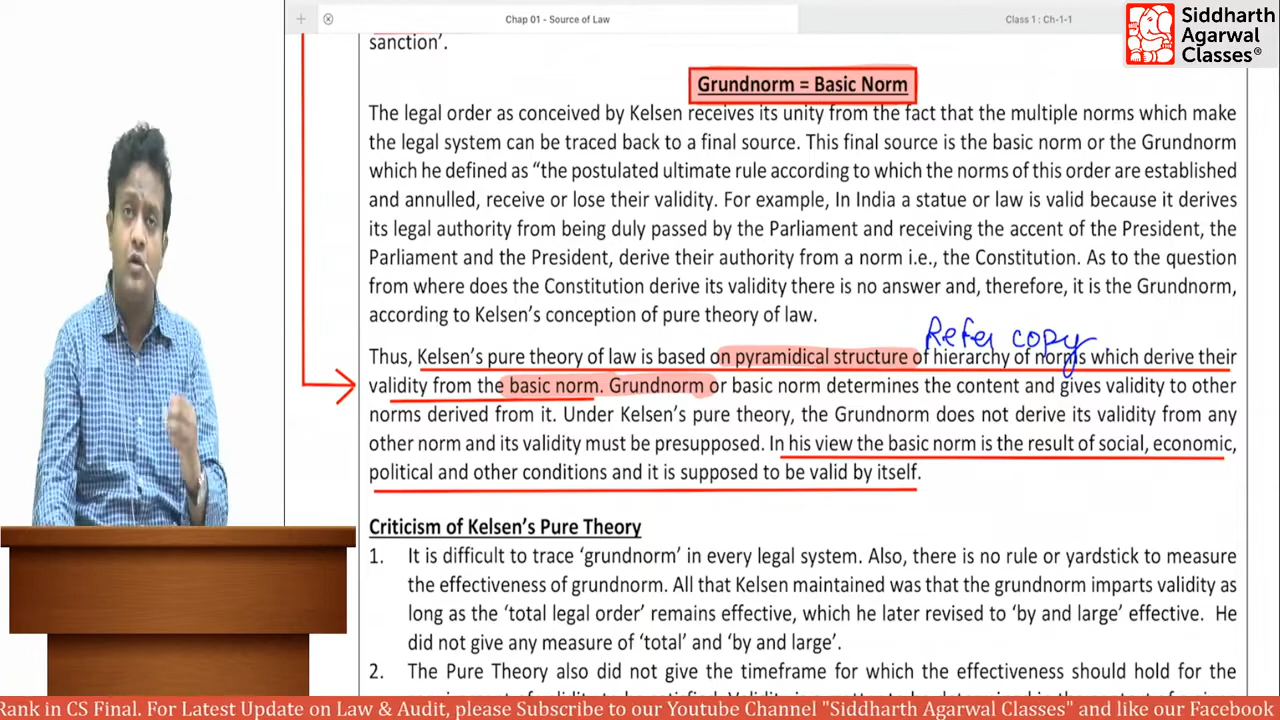 Chap 01 - Source of Law
Class 1 : Ch-1-1
Siddharth
Agarwal
Classes®
sanction’.
Grundnorm = Basic Norm
The legal order as conceived by Kelsen receives its unity from the fact that the multiple norms which make
the legal system can be traced back to a final source. This final source is the basic norm or the Grundnorm
which he defined as “the postulated ultimate rule according to which the norms of this order are established
and annulled, receive or lose their validity. For example, In India a statue or law is valid because it derives
its legal authority from being duly passed by the Parliament and receiving the accent of the President, the
Parliament and the President, derive their authority from a norm i.e., the Constitution. As to the question
from where does the Constitution derive its validity there is no answer and, therefore, it is the Grundnorm,
according to Kelsen’s conception of pure theory of law.
Refer copy
Thus, Kelsen’s pure theory of law is based on pyramidical structure of hierarchy of norms which derive their
validity from the basic norm. Grundnorm or basic norm determines the content and gives validity to other
norms derived from it. Under Kelsen’s pure theory, the Grundnorm does not derive its validity from any
other norm and its validity must be presupposed. In his view the basic norm is the result of social, economic,
political and other conditions and it is supposed to be valid by itself.
Criticism of Kelsen’s Pure Theory
1. It is difficult to trace ‘grundnorm’ in every legal system. Also, there is no rule or yardstick to measure
the effectiveness of grundnorm. All that Kelsen maintained was that the grundnorm imparts validity as
long as the ‘total legal order’ remains effective, which he later revised to ‘by and large’ effective. He
did not give any measure of ‘total’ and ‘by and large’.
2. The Pure Theory also did not give the timeframe for which the effectiveness should hold for the
Rank in CS Final. For Latest Update on Law & Audit, please Subscribe to our Youtube Channel "Siddharth Agarwal Classes" and like our Facebook